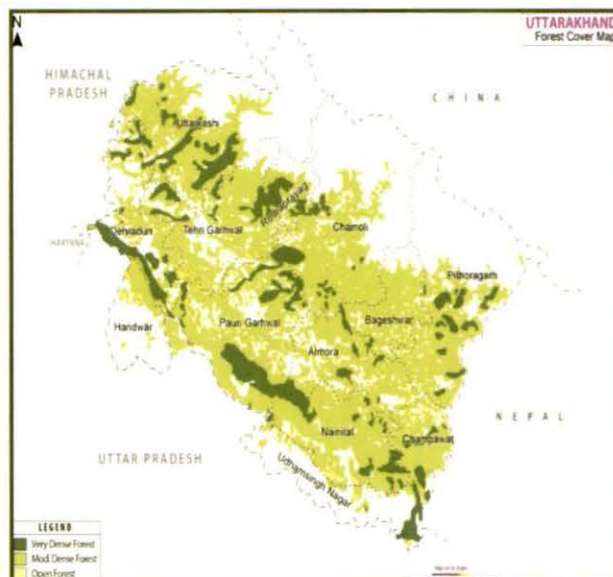 N
UTTARAKHAND
Forest Cover Map
HIMACHAL
PRADESH
CHINA
Uttarkashi
Rudraprayag
Chamoli
Dehradun
Tehri Garhwal
HARYANA
Pithoragarh
Haridwar
Pauri Garhwal
Bageshwar
Almora
NEPAL
Nainital
Champawat
UTTAR PRADESH
Udhamsingh Nagar
LEGEND
Very Dense Forest
Mod. Dense Forest
Open Forest